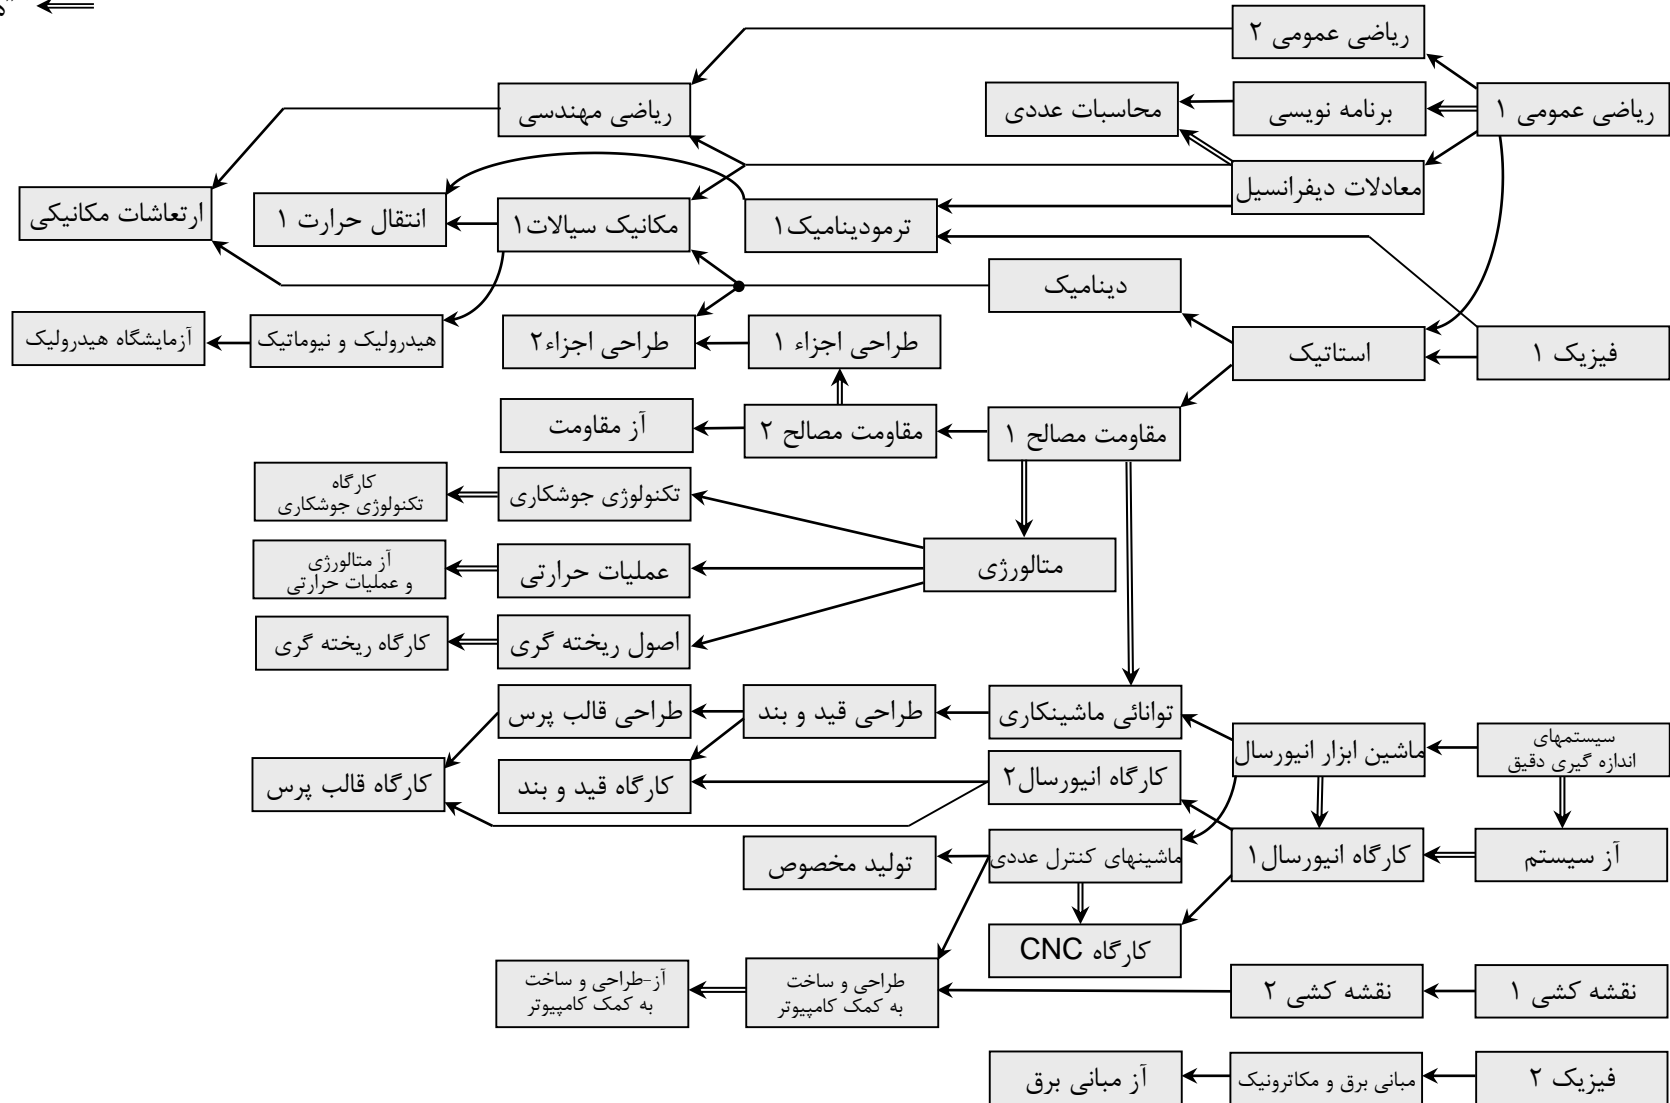 ریاضی عمومی ۲
ریاضی عمومی ۱
برنامه نویسی
محاسبات عددی
ریاضی مهندسی
معادلات دیفرانسیل
ترمودینامیک۱
مکانیک سیالات۱
انتقال حرارت ۱
ارتعاشات مکانیکی
دینامیک
فیزیک ۱
استاتیک
طراحی اجزاء ۱
طراحی اجزاء۲
هیدرولیک و نیوماتیک
آزمایشگاه هیدرولیک
مقاومت مصالح ۱
مقاومت مصالح ۲
آز مقاومت
تکنولوژی جوشکاری
کارگاه
تکنولوژی جوشکاری
متالورژی
عملیات حرارتی
آز متالورژی
و عملیات حرارتی
اصول ریخته گری
کارگاه ریخته گری
توانائی ماشینکاری
طراحی قید و بند
طراحی قالب پرس
سیستمهای
اندازه گیری دقیق
ماشین ابزار انیورسال
کارگاه انیورسال۲
کارگاه قید و بند
کارگاه قالب پرس
آز سیستم
کارگاه انیورسال۱
ماشینهای کنترل عددی
تولید مخصوص
کارگاه CNC
نقشه کشی ۱
نقشه کشی ۲
طراحی و ساخت
به کمک کامپیوتر
آز-طراحی و ساخت
به کمک کامپیوتر
فیزیک ۲
مبانی برق و مکاترونیک
آز مبانی برق